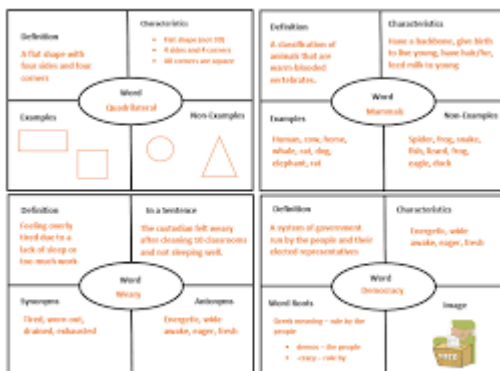 Definition
A flat shape with
four sides and four
corners
Characteristics
Flat shape (not 3D)
4 sides and 4 corners
All corners are square
Word
Quadrilateral
Examples
Non-Examples
Definition
A classification of
animals that are
warm-blooded
vertebrates.
Characteristics
Have a backbone, give birth
to live young, have hair/fur,
feed milk to young
Word
Mammals
Examples
Human, cow, horse,
whale, cat, dog,
elephant, rat
Non-Examples
Spider, frog, snake,
fish, lizard, frog,
eagle, duck
Definition
Feeling overly
tired due to a
lack of sleep or
too much work
In a Sentence
The custodian felt weary
after cleaning 10 classrooms
and not sleeping well.
Word
Weary
Synonyms
Tired, worn out,
drained, exhausted
Antonyms
Energetic, wide
awake, eager, fresh
Definition
A system of government
run by the people and their
elected representatives
Characteristics
Energetic, wide
awake, eager, fresh
Word
Democracy
Word Roots
Greek meaning – rule by the
people
demos – the people
-cracy – rule by
Image
VOTE